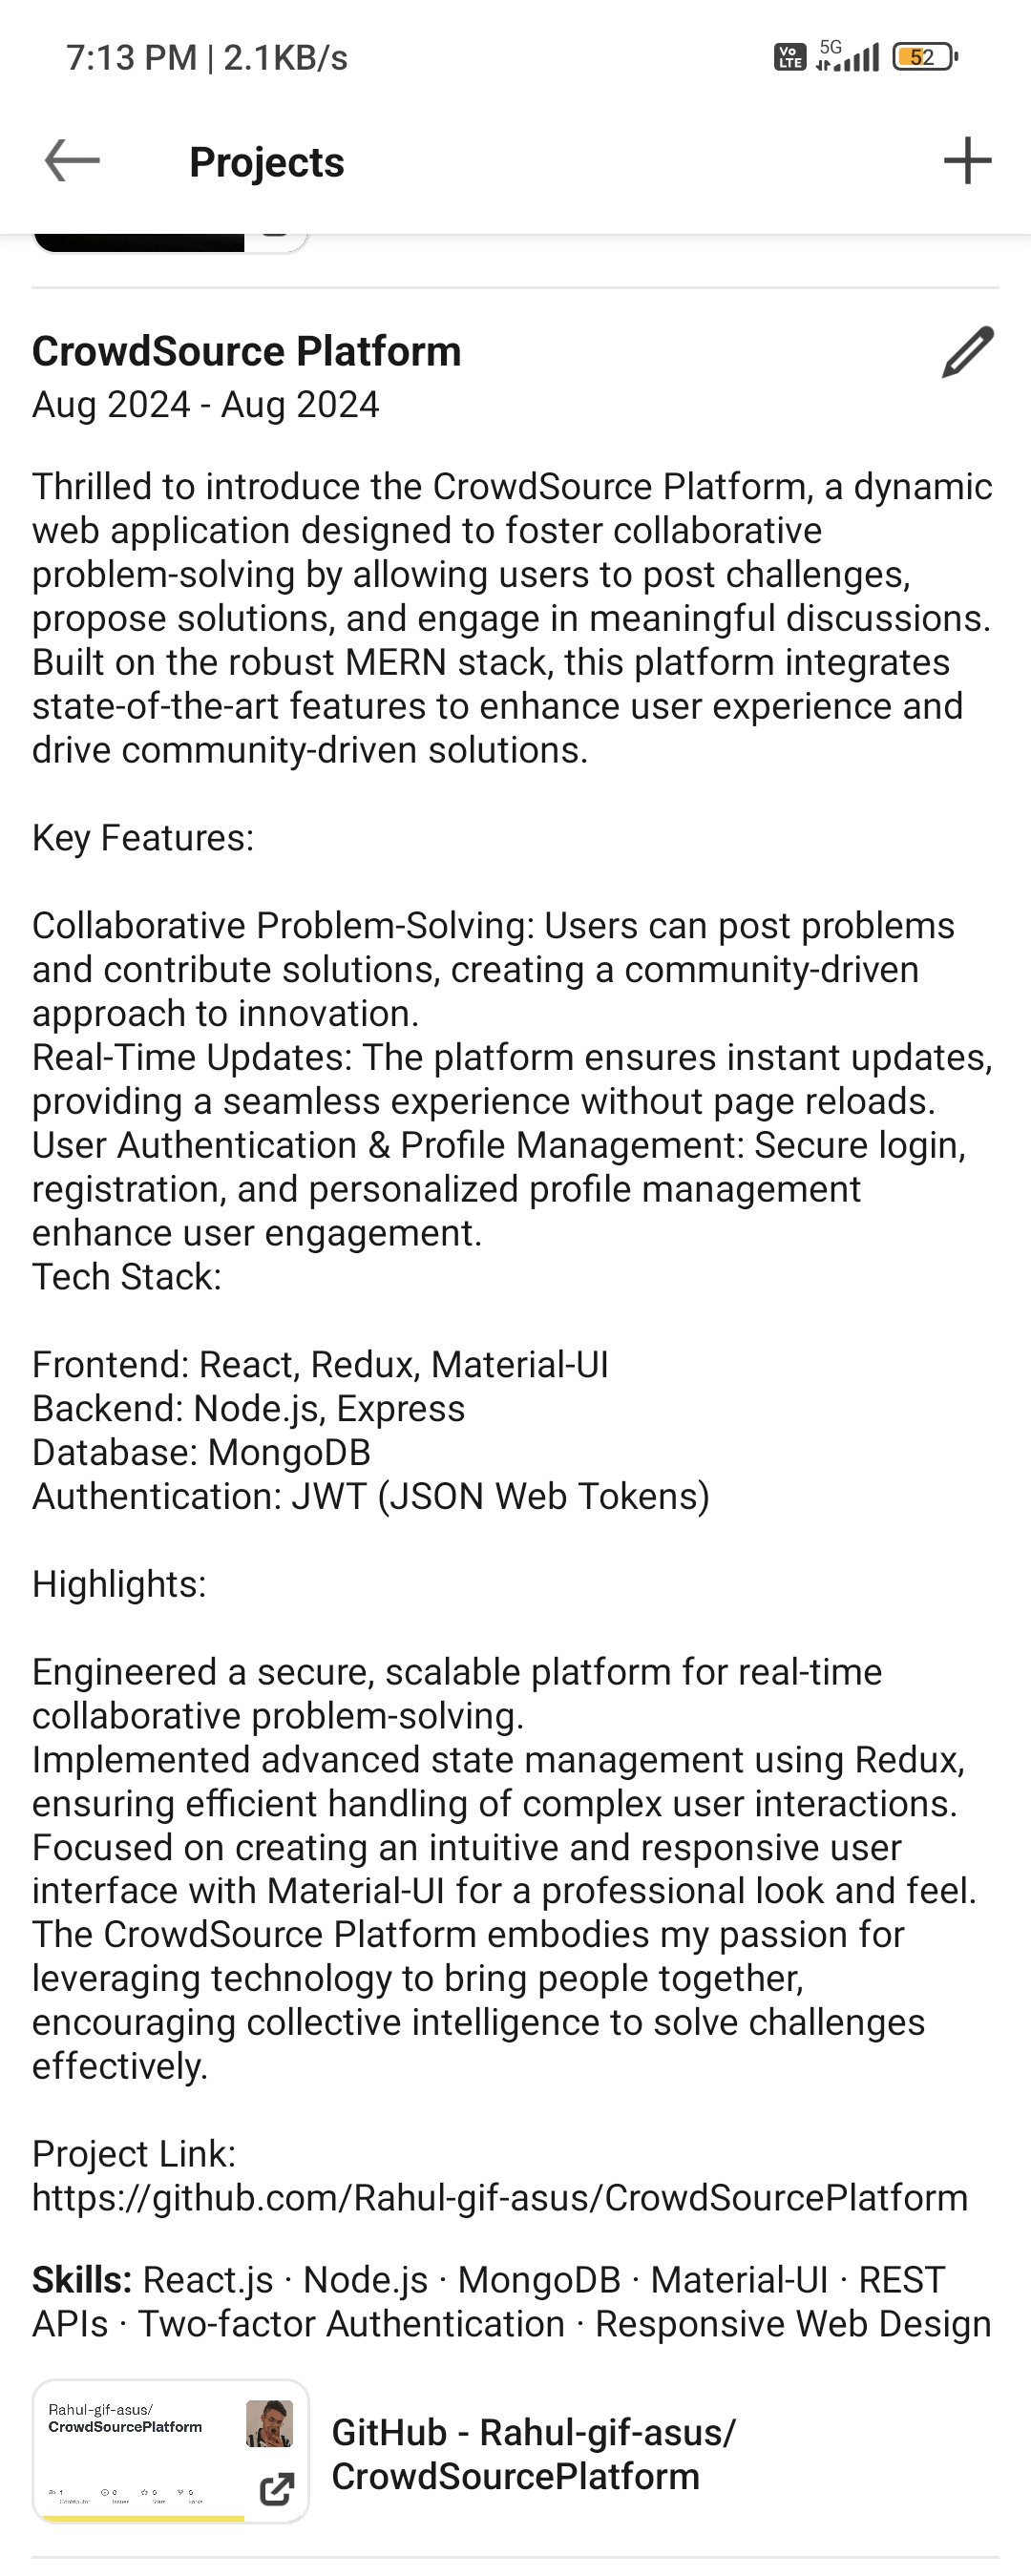 7:13 PM | 2.1KB/s
Vo LTE 5G 52
Projects
CrowdSource Platform
Aug 2024 - Aug 2024
Thrilled to introduce the CrowdSource Platform, a dynamic
web application designed to foster collaborative
problem-solving by allowing users to post challenges,
propose solutions, and engage in meaningful discussions.
Built on the robust MERN stack, this platform integrates
state-of-the-art features to enhance user experience and
drive community-driven solutions.
Key Features:
Collaborative Problem-Solving: Users can post problems
and contribute solutions, creating a community-driven
approach to innovation.
Real-Time Updates: The platform ensures instant updates,
providing a seamless experience without page reloads.
User Authentication & Profile Management: Secure login,
registration, and personalized profile management
enhance user engagement.
Tech Stack:
Frontend: React, Redux, Material-UI
Backend: Node.js, Express
Database: MongoDB
Authentication: JWT (JSON Web Tokens)
Highlights:
Engineered a secure, scalable platform for real-time
collaborative problem-solving.
Implemented advanced state management using Redux,
ensuring efficient handling of complex user interactions.
Focused on creating an intuitive and responsive user
interface with Material-UI for a professional look and feel.
The CrowdSource Platform embodies my passion for
leveraging technology to bring people together,
encouraging collective intelligence to solve challenges
effectively.
Project Link:
https://github.com/Rahul-gif-asus/CrowdSourcePlatform
Skills: React.js · Node.js · MongoDB · Material-UI · REST
APIs · Two-factor Authentication · Responsive Web Design
Rahul-gif-asus/
CrowdSourcePlatform
GitHub - Rahul-gif-asus/
CrowdSourcePlatform